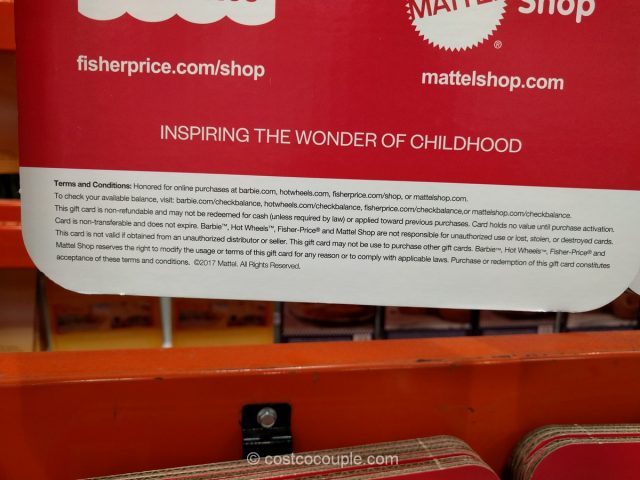 MATTEL Shop
®
fisherprice.com/shop
mattelshop.com
INSPIRING THE WONDER OF CHILDHOOD
Terms and Conditions: Honored for online purchases at barbie.com, hotwheels.com, fisherprice.com/shop, or mattelshop.com.
To check your available balance, visit: barbie.com/checkbalance, hotwheels.com/checkbalance, fisherprice.com/checkbalance,or mattelshop.com/checkbalance.
This gift card is non-refundable and may not be redeemed for cash (unless required by law) or applied toward previous purchases. Card holds no value until purchase activation.
Card is non-transferable and does not expire. Barbie™, Hot Wheels™, Fisher-Price® and Mattel Shop are not responsible for unauthorized use or lost, stolen, or destroyed cards.
This card is not valid if obtained from an unauthorized distributor or seller. This gift card may not be use to purchase other gift cards. Barbie™, Hot Wheels™, Fisher-Price® and
Mattel Shop reserves the right to modify the usage or terms of this gift card for any reason or to comply with applicable laws. Purchase or redemption of this gift card constitutes
acceptance of these terms and conditions. ©2017 Mattel. All Rights Reserved.
© costcocouple.com